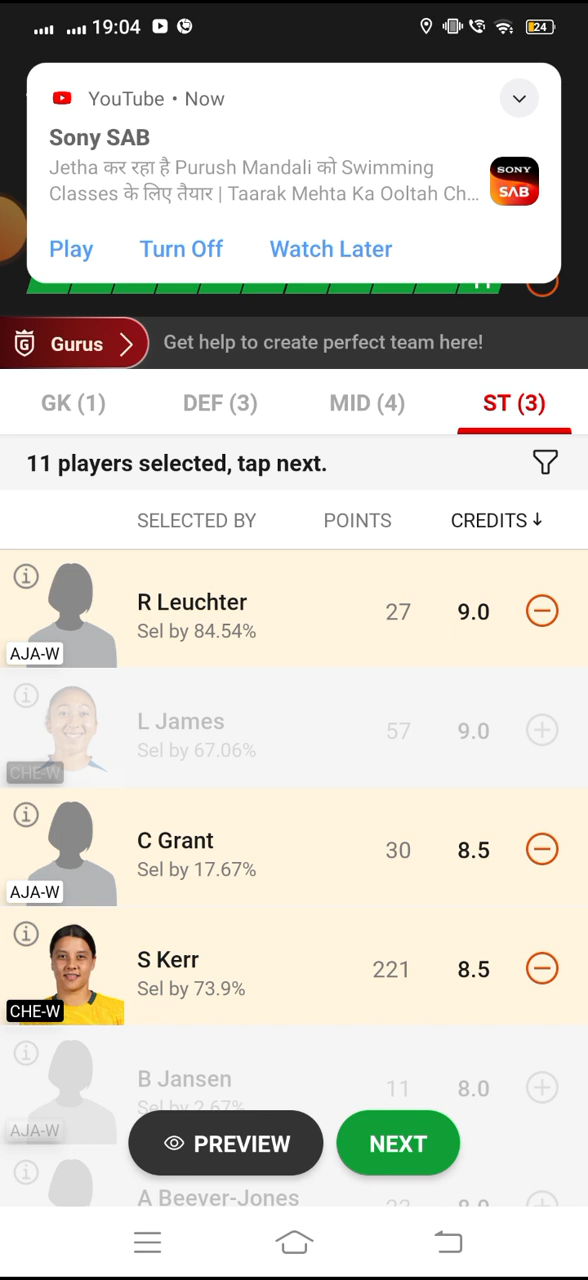 19:04
24
YouTube • Now
Sony SAB
Jetha कर रहा है Purush Mandali को Swimming
Classes के लिए तैयार | Taarak Mehta Ka Ooltah Ch...
SONY
SAB
Play Turn Off Watch Later
11
Gurus
Get help to create perfect team here!
GK (1) DEF (3) MID (4) ST (3)
11 players selected, tap next.
SELECTED BY POINTS CREDITS↓
R Leuchter
Sel by 84.54%
27 9.0
AJA-W
L James
Sel by 67.06%
57 9.0
CHE-W
C Grant
Sel by 17.67%
30 8.5
AJA-W
S Kerr
Sel by 73.9%
221 8.5
CHE-W
B Jansen
Sel by 2.67%
11 8.0
AJA-W
PREVIEW
NEXT
A Beever-Jones
8.0